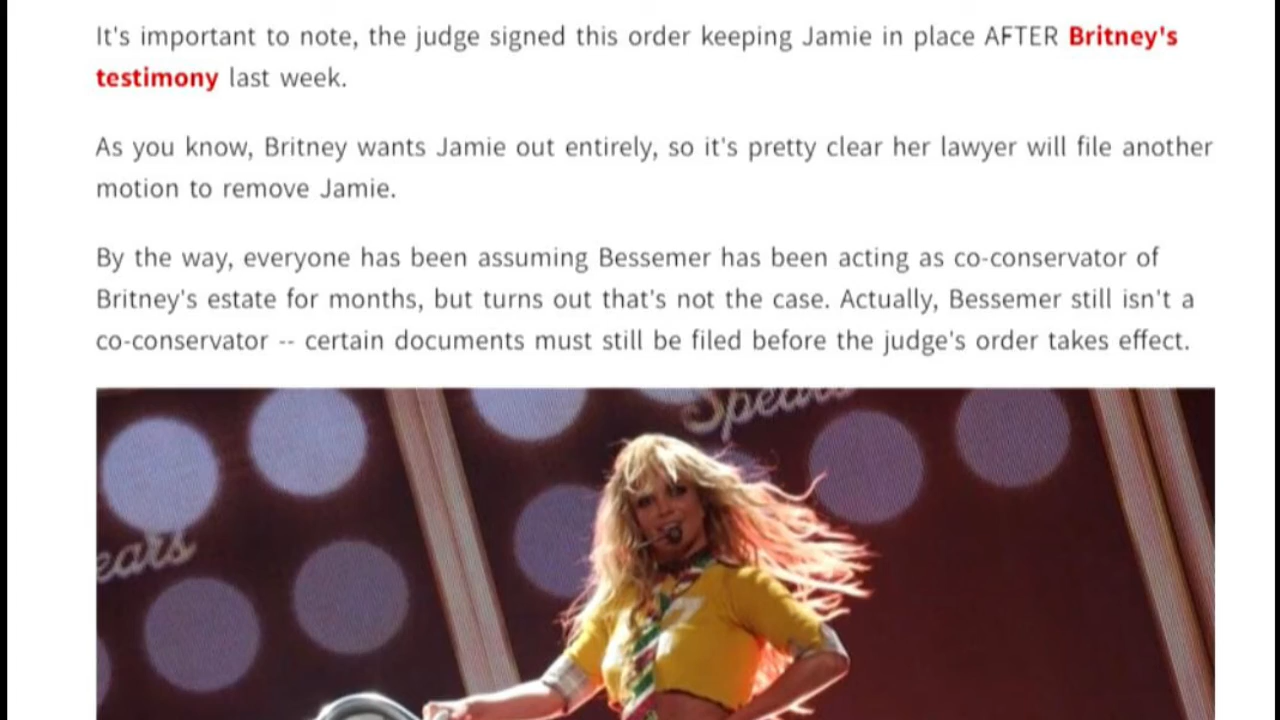 It's important to note, the judge signed this order keeping Jamie in place AFTER Britney's
testimony last week.
As you know, Britney wants Jamie out entirely, so it's pretty clear her lawyer will file another
motion to remove Jamie.
By the way, everyone has been assuming Bessemer has been acting as co-conservator of
Britney's estate for months, but turns out that's not the case. Actually, Bessemer still isn't a
co-conservator -- certain documents must still be filed before the judge's order takes effect.
Spears
ears